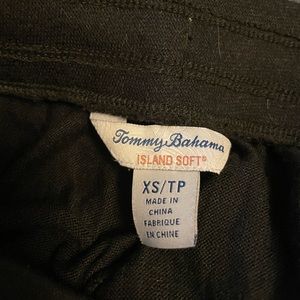 Tommy Bahama
ISLAND SOFT®
XS/TP
MADE IN
CHINA
FABRIQUE
EN CHINE